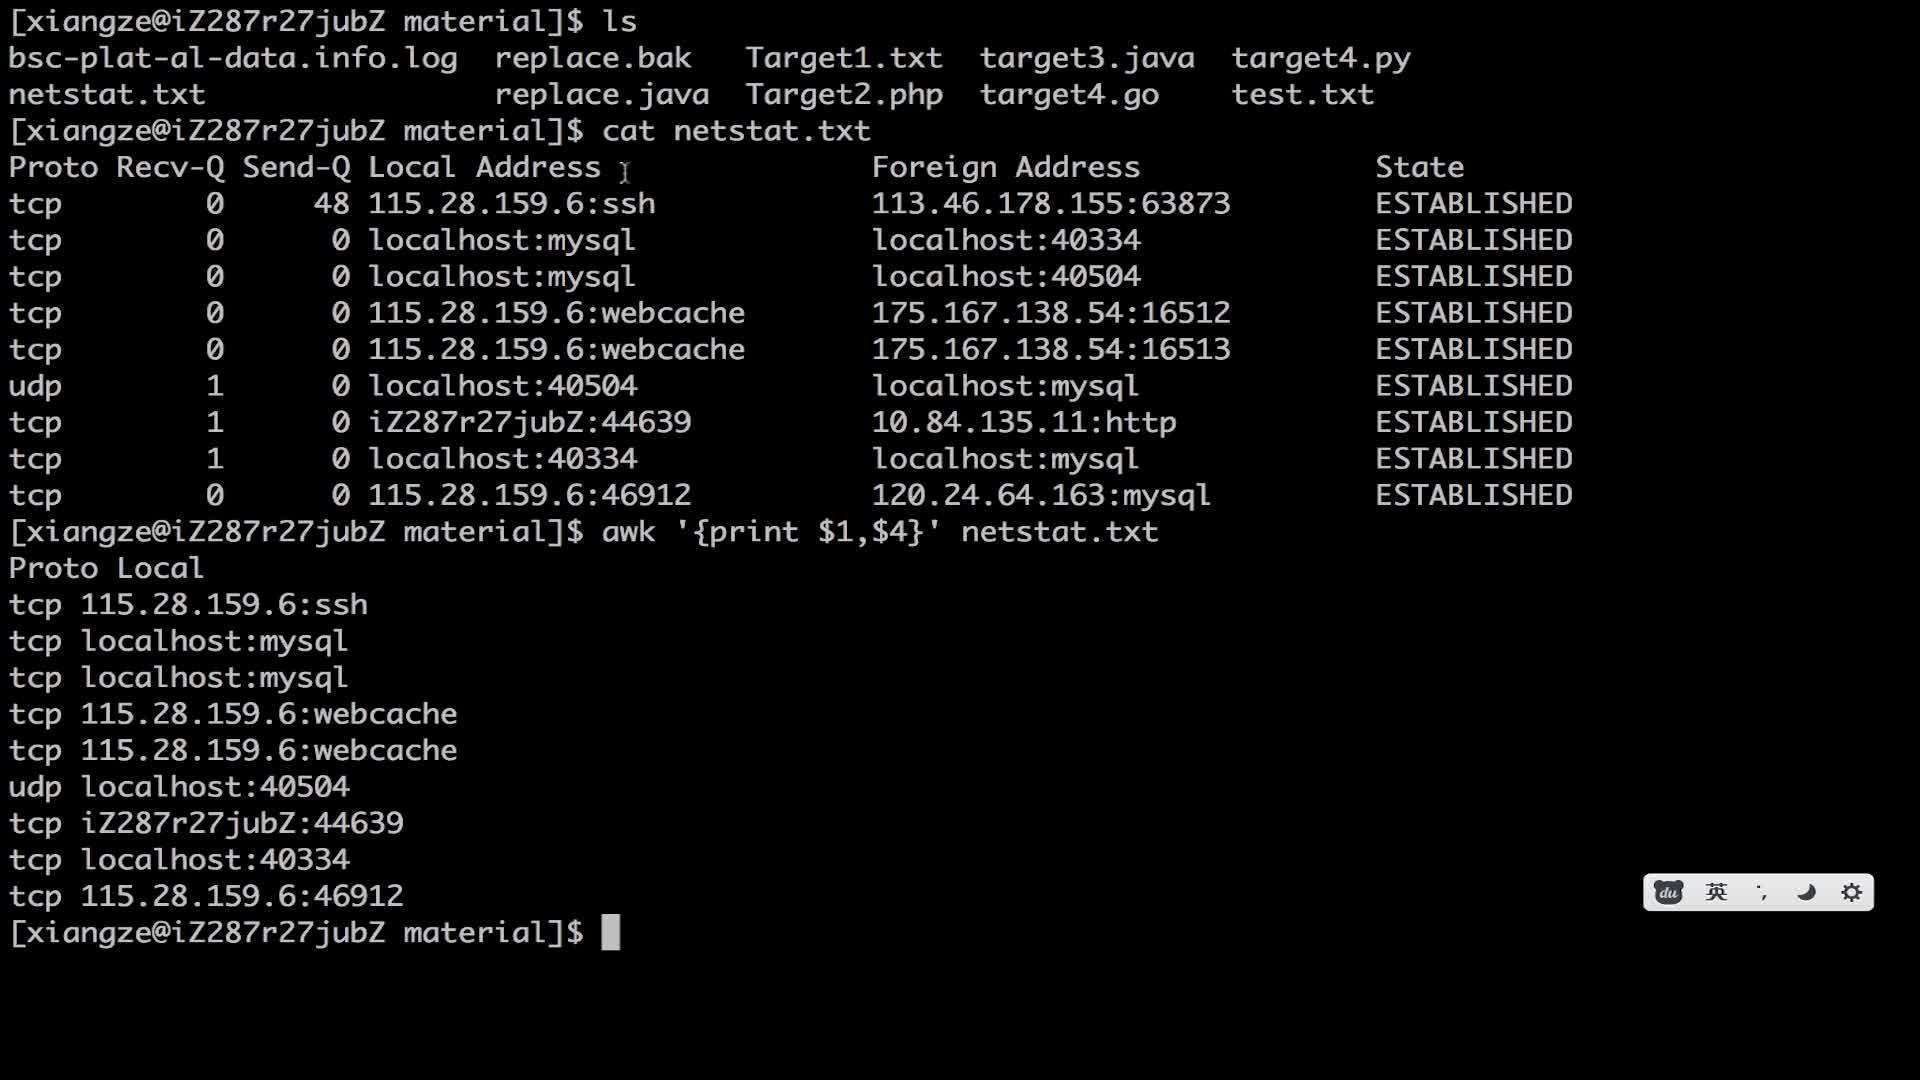 [xiangze@iZ287r27jubZ material]$ ls
bsc-plat-al-data.info.log  replace.bak   Target1.txt  target3.java  target4.py
netstat.txt                replace.java  Target2.php  target4.go    test.txt
[xiangze@iZ287r27jubZ material]$ cat netstat.txt
Proto Recv-Q Send-Q Local Address               Foreign Address             State
tcp        0     48 115.28.159.6:ssh            113.46.178.155:63873        ESTABLISHED
tcp        0      0 localhost:mysql             localhost:40334             ESTABLISHED
tcp        0      0 localhost:mysql             localhost:40504             ESTABLISHED
tcp        0      0 115.28.159.6:webcache       175.167.138.54:16512        ESTABLISHED
tcp        0      0 115.28.159.6:webcache       175.167.138.54:16513        ESTABLISHED
udp        1      0 localhost:40504             localhost:mysql             ESTABLISHED
tcp        1      0 iZ287r27jubZ:44639          10.84.135.11:http           ESTABLISHED
tcp        1      0 localhost:40334             localhost:mysql             ESTABLISHED
tcp        0      0 115.28.159.6:46912          120.24.64.163:mysql         ESTABLISHED
[xiangze@iZ287r27jubZ material]$ awk '{print $1,$4}' netstat.txt
Proto Local
tcp 115.28.159.6:ssh
tcp localhost:mysql
tcp localhost:mysql
tcp 115.28.159.6:webcache
tcp 115.28.159.6:webcache
udp localhost:40504
tcp iZ287r27jubZ:44639
tcp localhost:40334
tcp 115.28.159.6:46912
du 英
[xiangze@iZ287r27jubZ material]$